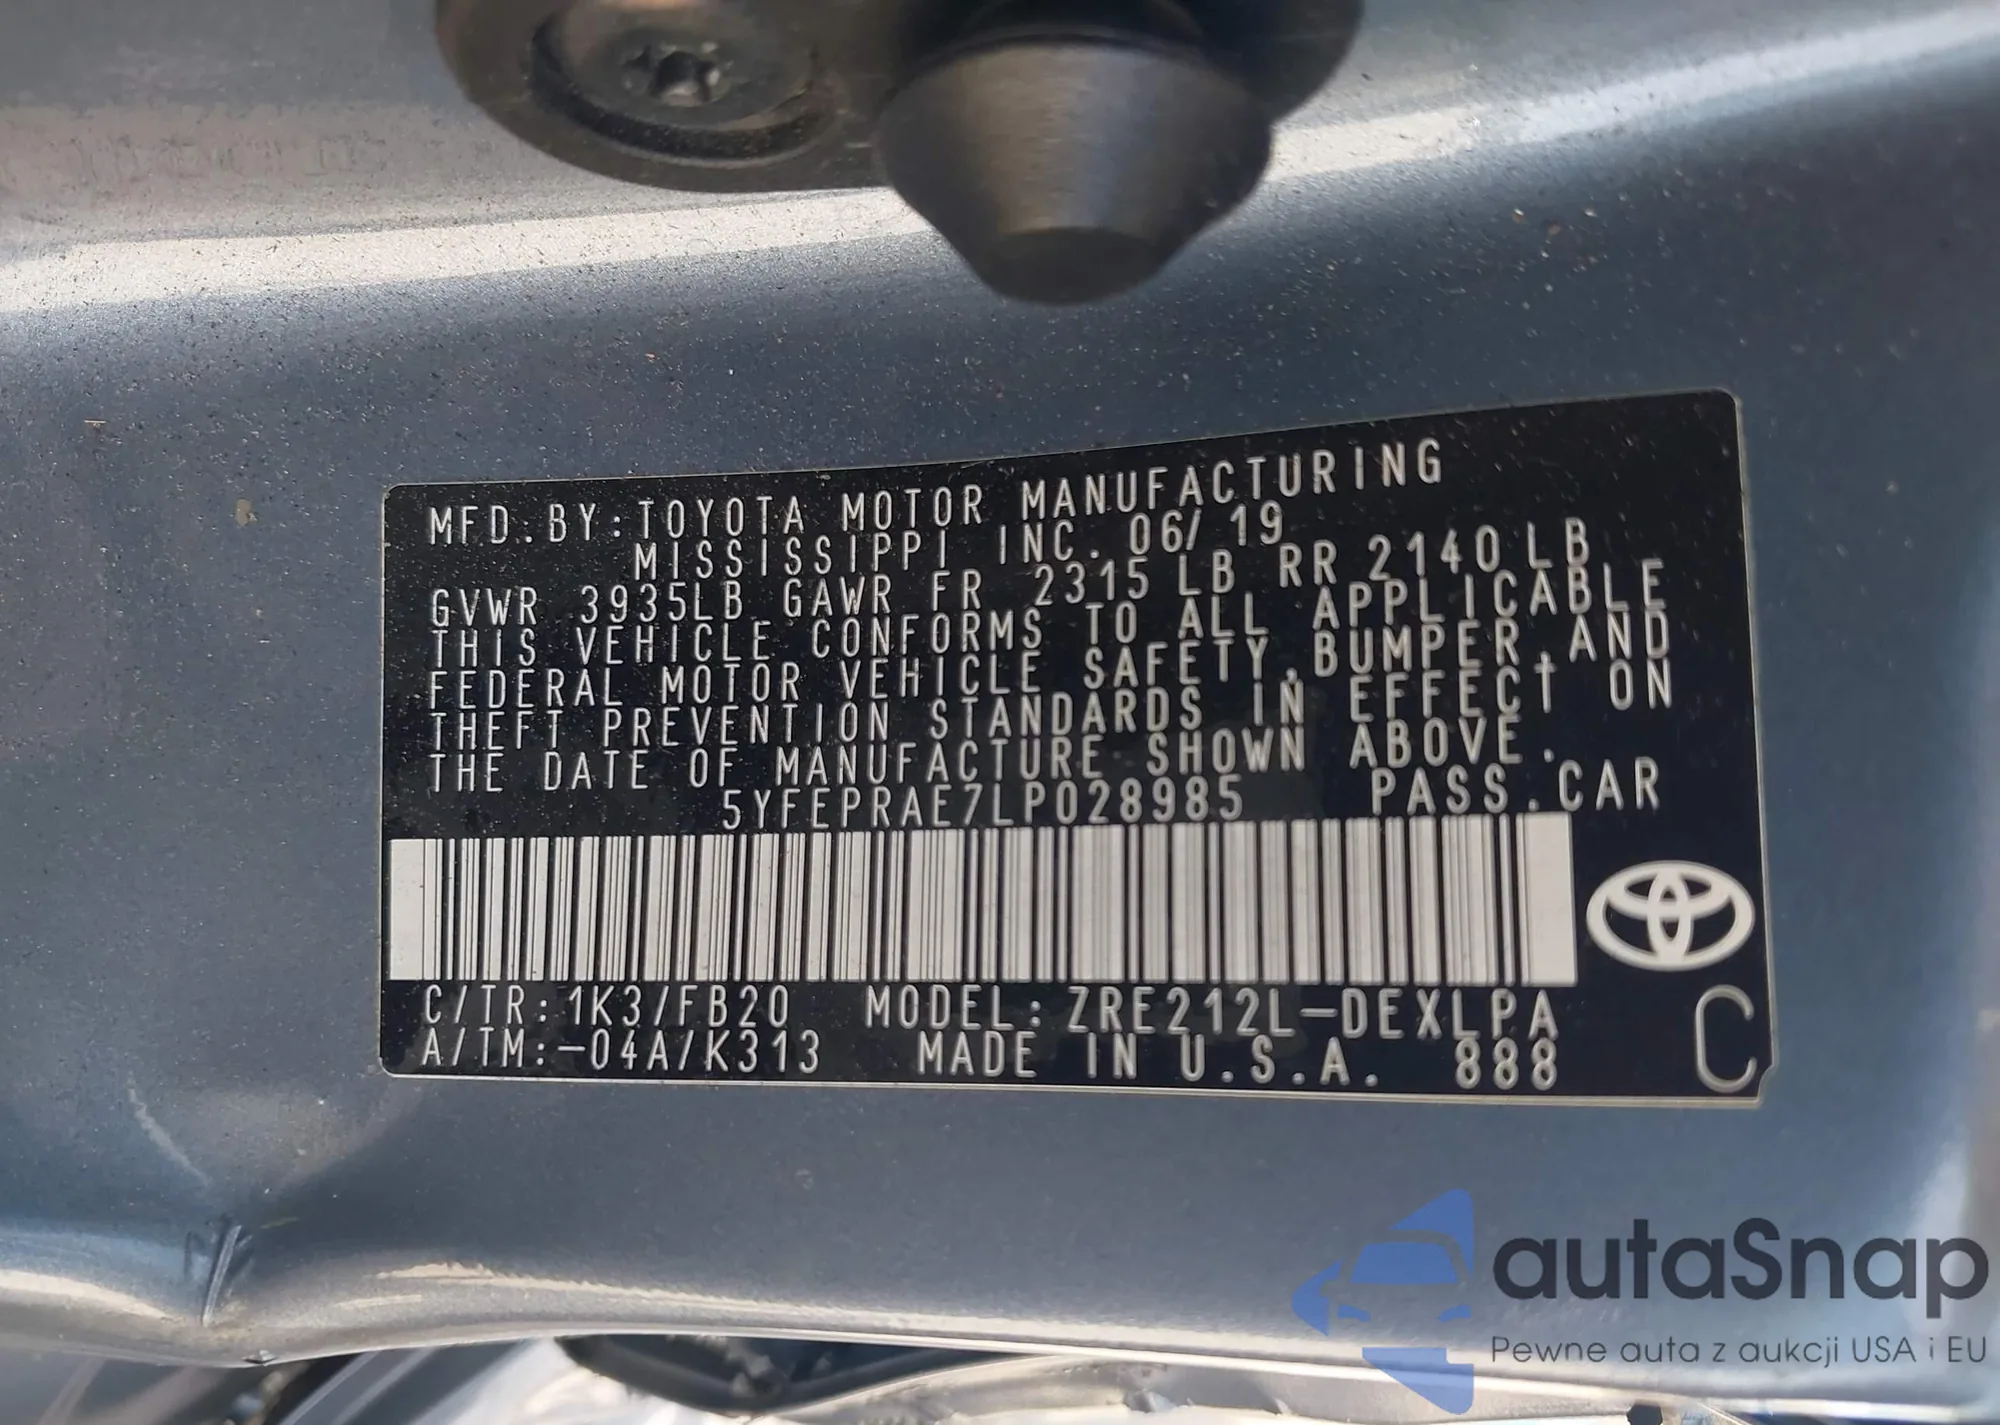 MFD. BY: TOYOTA MOTOR MANUFACTURING
MISSISSIPPI INC. 06/19
GVWR 3935LB GAWR FR 2315 LB RR 2140 LB
THIS VEHICLE CONFORMS TO ALL APPLICABLE
FEDERAL MOTOR VEHICLE SAFETY, BUMPER, AND
THEFT PREVENTION STANDARDS IN EFFECT ON
THE DATE OF MANUFACTURE SHOWN ABOVE.
5YFEPRAE7LP028985 PASS. CAR
C/TR: 1K3/FB20 MODEL: ZRE212L-DEXLPA
A/TM: -04A/K313 MADE IN U.S.A. 888
C
autaSnap
Pewne auta z aukcji USA i EU